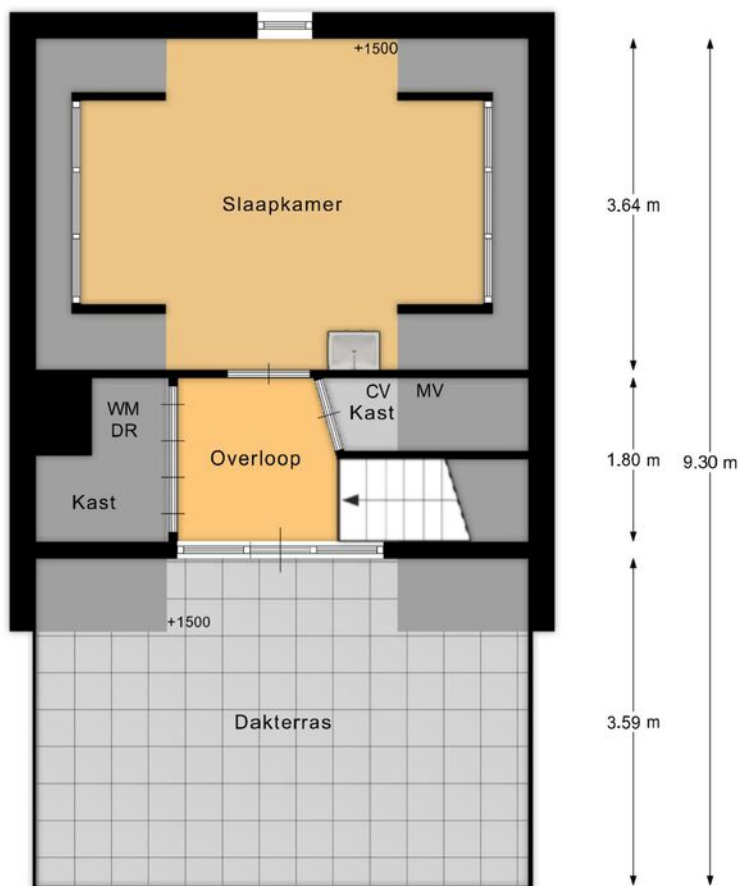 +1500
Slaapkamer
3.64 m
CV MV
Kast
WM
DR
Overloop
1.80 m
9.30 m
Kast
+1500
Dakterras
3.59 m